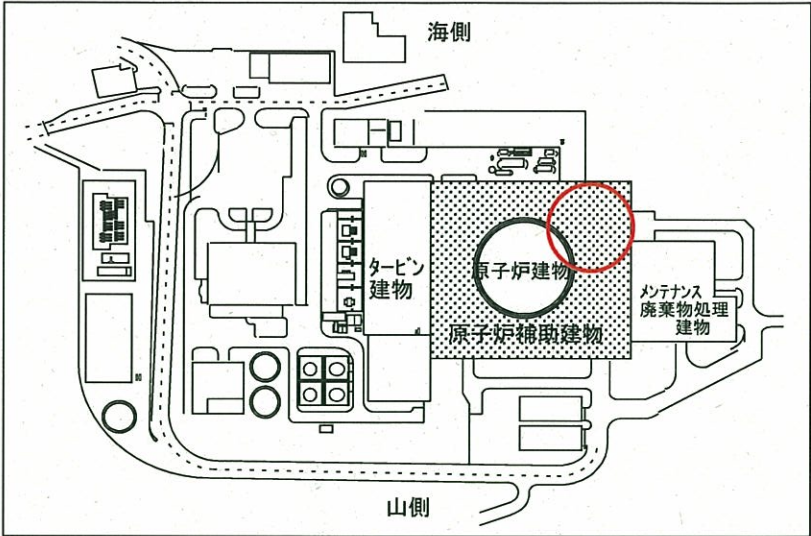 海側
タービン
建物
原子炉建物
原子炉補助建物
メンテナンス
廃棄物処理
建物
山側